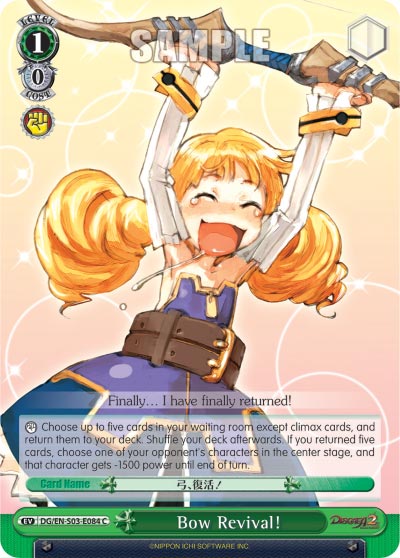 LEVEL
1
SAMPLE
0
COST
Finally… I have finally returned!
Choose up to five cards in your waiting room except climax cards, and
return them to your deck. Shuffle your deck afterwards. If you returned five
cards, choose one of your opponent's characters in the center stage, and
that character gets -1500 power until end of turn.
Card Name 弓、復活!
EV DG/EN-S03-E084 C Bow Revival! DISGAEA 2
©NIPPON ICHI SOFTWARE INC.